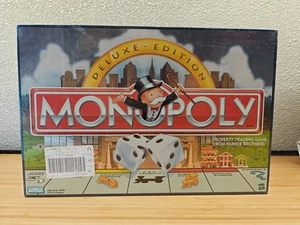 DELUXE · EDITION
MONOPOLY
PROPERTY TRADING GAME
FROM PARKER BROTHERS